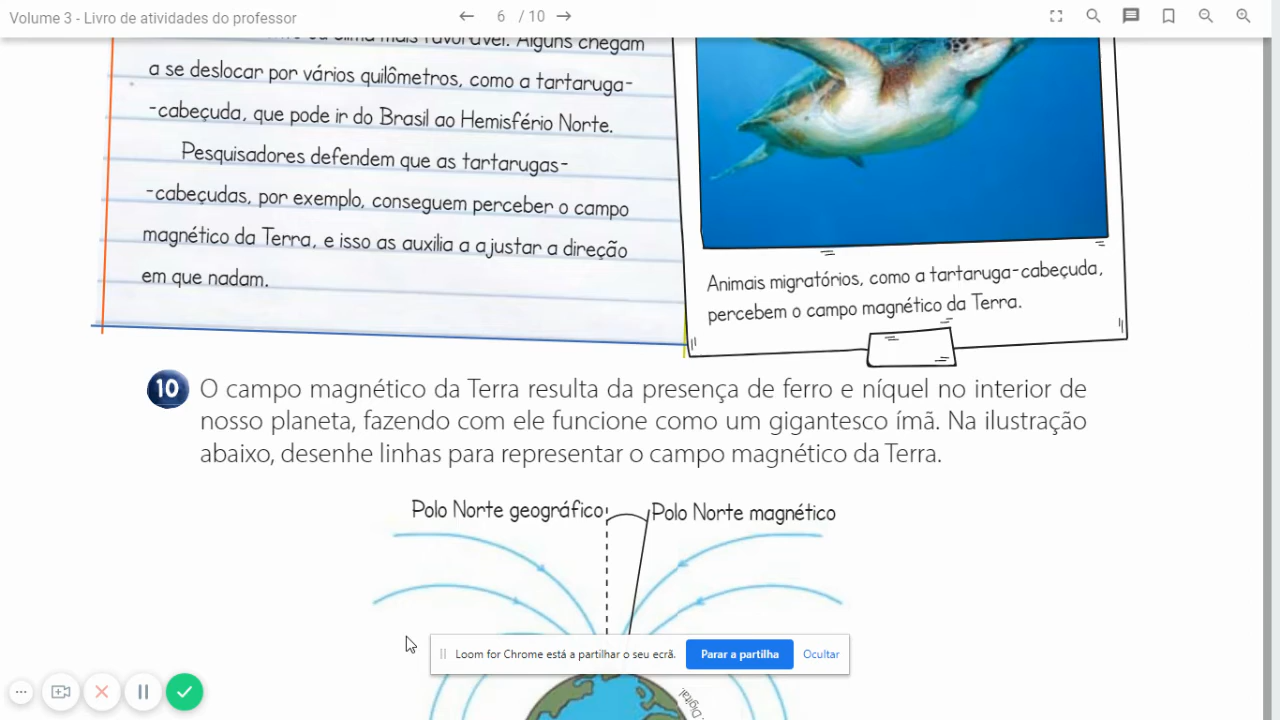 Volume 3 - Livro de atividades do professor
6 / 10
mais favorável. Alguns chegam
a se deslocar por vários quilômetros, como a tartaruga-
-cabeçuda, que pode ir do Brasil ao Hemisfério Norte.
Pesquisadores defendem que as tartarugas-
-cabeçudas, por exemplo, conseguem perceber o campo
magnético da Terra, e isso as auxilia a ajustar a direção
em que nadam.
Animais migratórios, como a tartaruga-cabeçuda,
percebem o campo magnético da Terra.
10 O campo magnético da Terra resulta da presença de ferro e níquel no interior de
nosso planeta, fazendo com ele funcione como um gigantesco ímã. Na ilustração
abaixo, desenhe linhas para representar o campo magnético da Terra.
Polo Norte geográfico
Polo Norte magnético
Loom for Chrome está a partilhar o seu ecrã.
Parar a partilha
Ocultar
Digital.